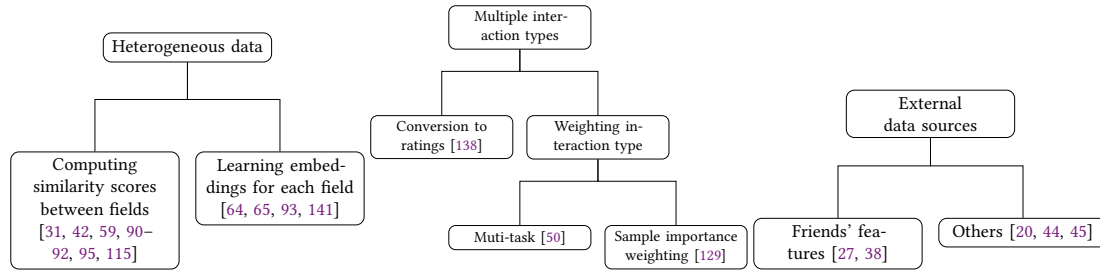 Heterogeneous data
Computing
similarity scores
between fields
[31, 42, 59, 90–
92, 95, 115]
Learning embed-
dings for each field
[64, 65, 93, 141]
Multiple inter-
action types
Conversion to
ratings [138]
Weighting in-
teraction type
Muti-task [50]
Sample importance
weighting [129]
External
data sources
Friends’ fea-
tures [27, 38]
Others [20, 44, 45]